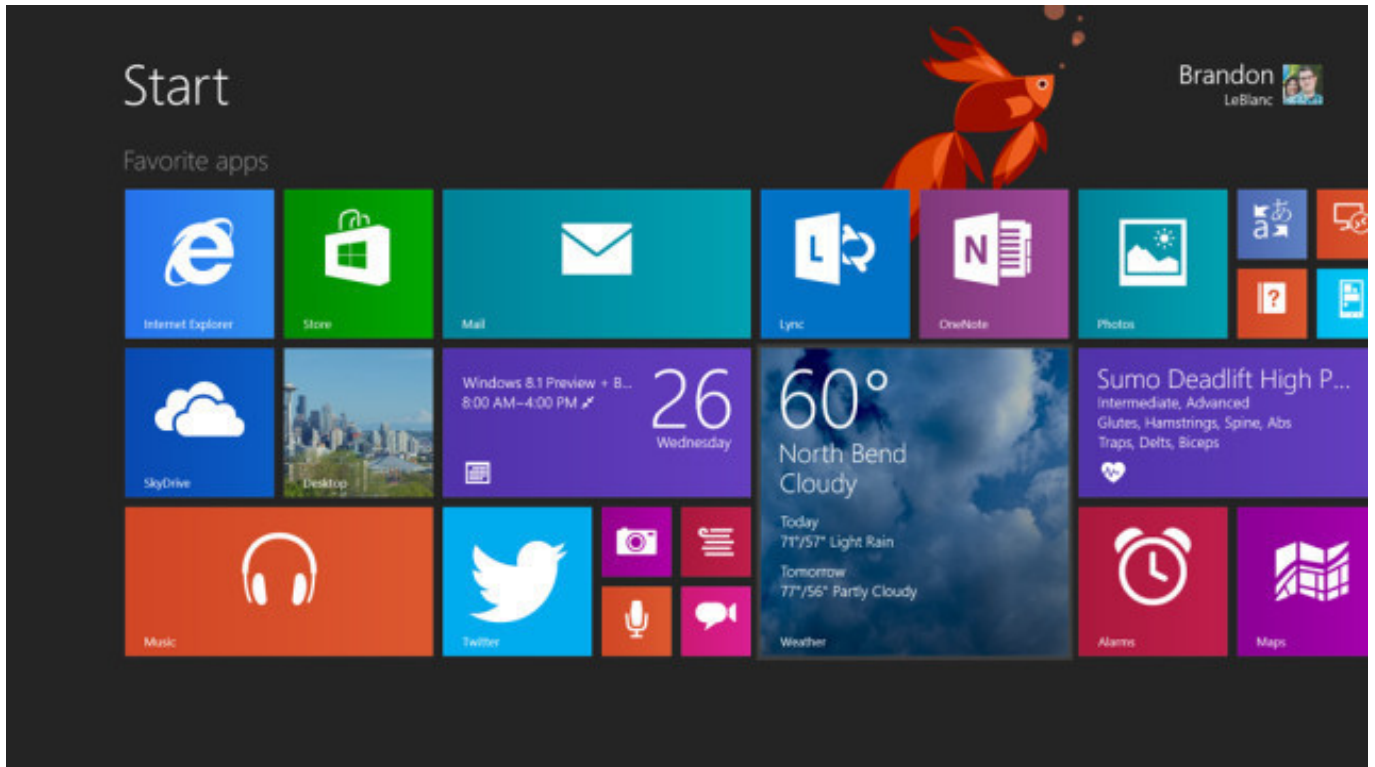 Start
Brandon
LeBlanc
Favorite apps
Internet Explorer
Store
Mail
L
Lync
N
OneNote
Photos
あ
a
?
SkyDrive
Desktop
Windows 8.1 Preview + B...
8:00 AM–4:00 PM
26
Wednesday
60°
North Bend
Cloudy
Today
71°/57° Light Rain
Tomorrow
77°/56° Partly Cloudy
Weather
Sumo Deadlift High P...
Intermediate, Advanced
Glutes, Hamstrings, Spine, Abs
Traps, Delts, Biceps
Music
Twitter
Alarms
Maps